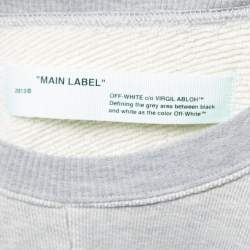 "MAIN LABEL"
2013®
OFF-WHITE c/o VIRGIL ABLOH™
Defining the grey area between black
and white as the color Off-White™